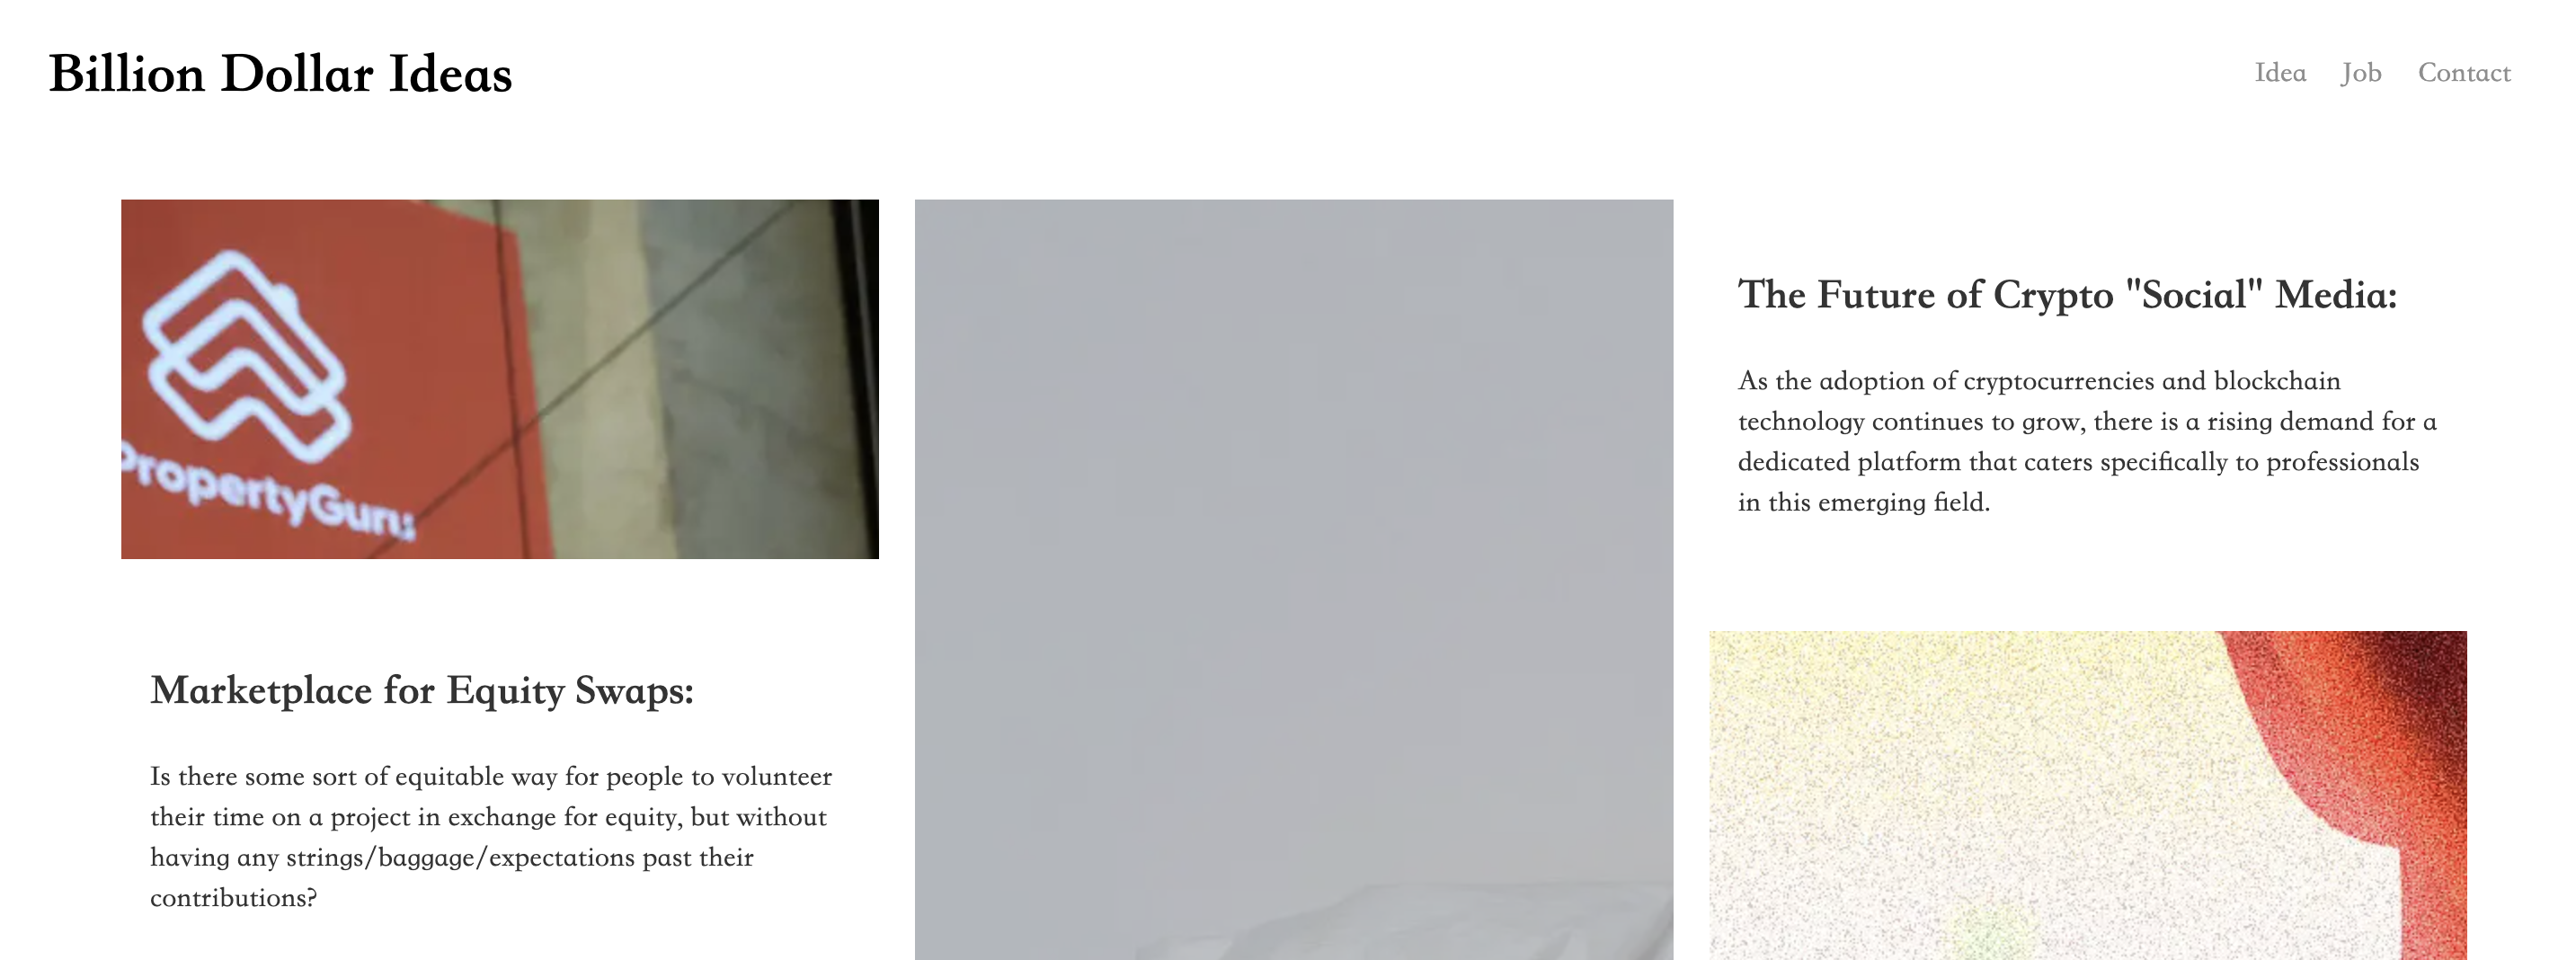 Billion Dollar Ideas
Idea Job Contact
PropertyGuru
Marketplace for Equity Swaps:
Is there some sort of equitable way for people to volunteer
their time on a project in exchange for equity, but without
having any strings/baggage/expectations past their
contributions?
The Future of Crypto "Social" Media:
As the adoption of cryptocurrencies and blockchain
technology continues to grow, there is a rising demand for a
dedicated platform that caters specifically to professionals
in this emerging field.